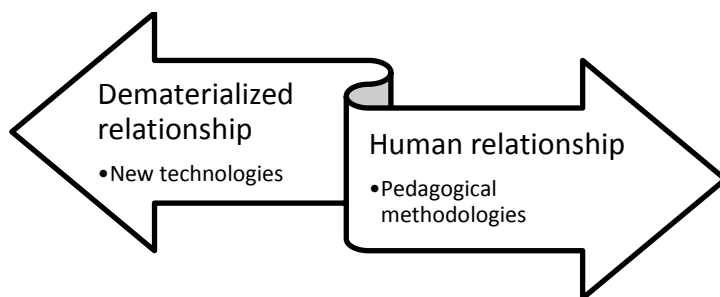 Dematerialized
relationship
•New technologies
Human relationship
•Pedagogical
methodologies